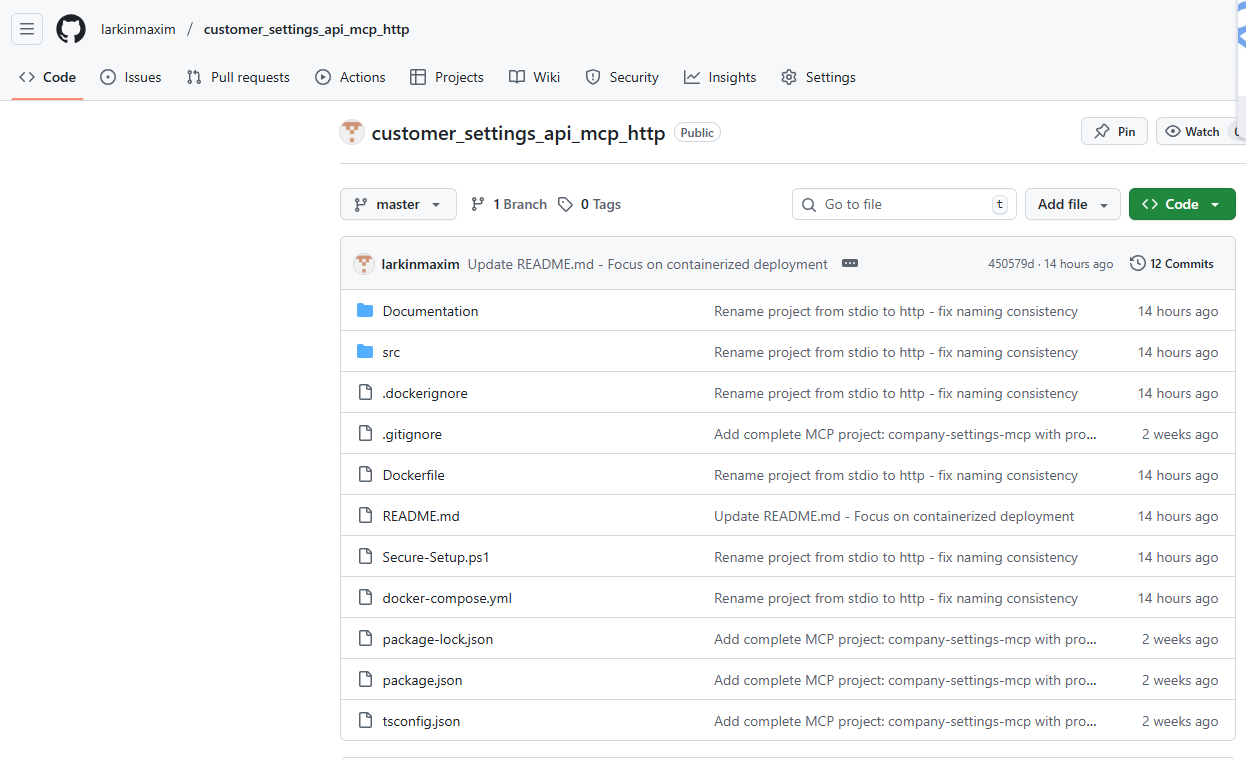 larkinmaxim / customer_settings_api_mcp_http
Code Issues Pull requests Actions Projects Wiki Security Insights Settings
customer_settings_api_mcp_http Public Pin Watch
master 1 Branch 0 Tags Go to file t Add file Code
larkinmaxim Update README.md - Focus on containerized deployment 450579d · 14 hours ago 12 Commits
Documentation Rename project from stdio to http - fix naming consistency 14 hours ago
src Rename project from stdio to http - fix naming consistency 14 hours ago
.dockerignore Rename project from stdio to http - fix naming consistency 14 hours ago
.gitignore Add complete MCP project: company-settings-mcp with pro... 2 weeks ago
Dockerfile Rename project from stdio to http - fix naming consistency 14 hours ago
README.md Update README.md - Focus on containerized deployment 14 hours ago
Secure-Setup.ps1 Rename project from stdio to http - fix naming consistency 14 hours ago
docker-compose.yml Rename project from stdio to http - fix naming consistency 14 hours ago
package-lock.json Add complete MCP project: company-settings-mcp with pro... 2 weeks ago
package.json Add complete MCP project: company-settings-mcp with pro... 2 weeks ago
tsconfig.json Add complete MCP project: company-settings-mcp with pro... 2 weeks ago